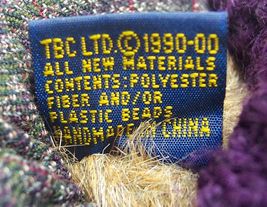 TBC LTD.© 1990-00
ALL NEW MATERIALS
CONTENTS: POLYESTER
FIBER AND/OR
PLASTIC BEADS
HANDMADE IN CHINA